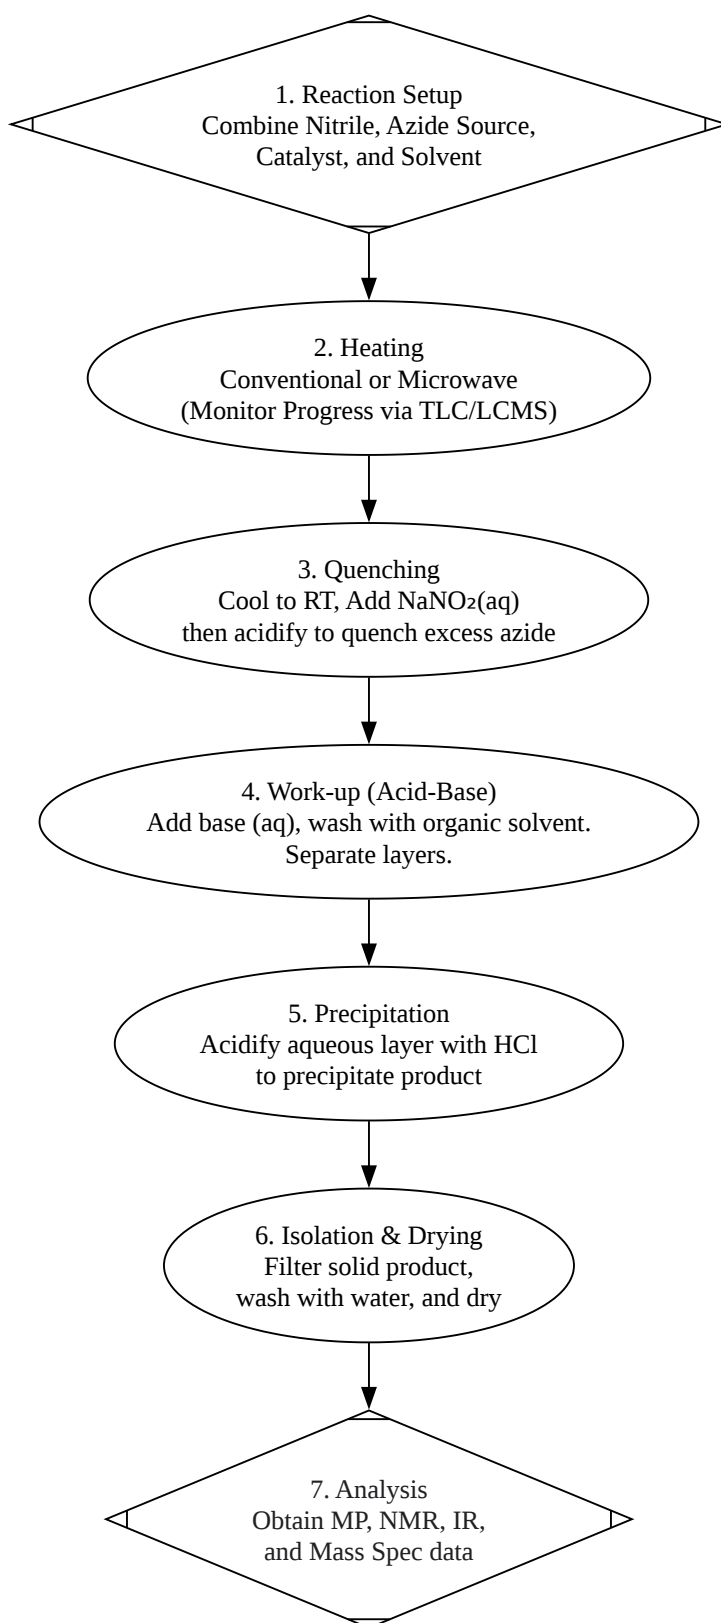 1. Reaction Setup
Combine Nitrile, Azide Source,
Catalyst, and Solvent
2. Heating
Conventional or Microwave
(Monitor Progress via TLC/LCMS)
3. Quenching
Cool to RT, Add NaNO₂(aq)
then acidify to quench excess azide
4. Work-up (Acid-Base)
Add base (aq), wash with organic solvent.
Separate layers.
5. Precipitation
Acidify aqueous layer with HCl
to precipitate product
6. Isolation & Drying
Filter solid product,
wash with water, and dry
7. Analysis
Obtain MP, NMR, IR,
and Mass Spec data